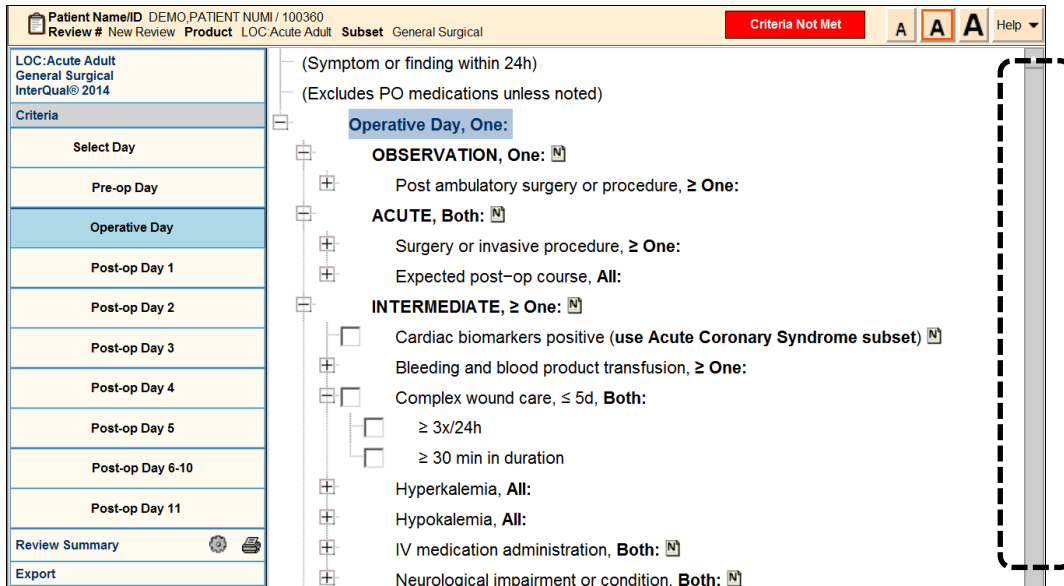 Patient Name/ID DEMO,PATIENT NUMI / 100360
Review # New Review Product LOC:Acute Adult Subset General Surgical
Criteria Not Met
A A A Help
LOC:Acute Adult
General Surgical
InterQual® 2014
Criteria
Select Day
Pre-op Day
Operative Day
Post-op Day 1
Post-op Day 2
Post-op Day 3
Post-op Day 4
Post-op Day 5
Post-op Day 6-10
Post-op Day 11
Review Summary
Export
(Symptom or finding within 24h)
(Excludes PO medications unless noted)
Operative Day, One:
OBSERVATION, One: N
Post ambulatory surgery or procedure, ≥ One:
ACUTE, Both: N
Surgery or invasive procedure, ≥ One:
Expected post−op course, All:
INTERMEDIATE, ≥ One: N
Cardiac biomarkers positive (use Acute Coronary Syndrome subset) N
Bleeding and blood product transfusion, ≥ One:
Complex wound care, ≤ 5d, Both:
≥ 3x/24h
≥ 30 min in duration
Hyperkalemia, All:
Hypokalemia, All:
IV medication administration, Both: N
Neurological impairment or condition, Both: N